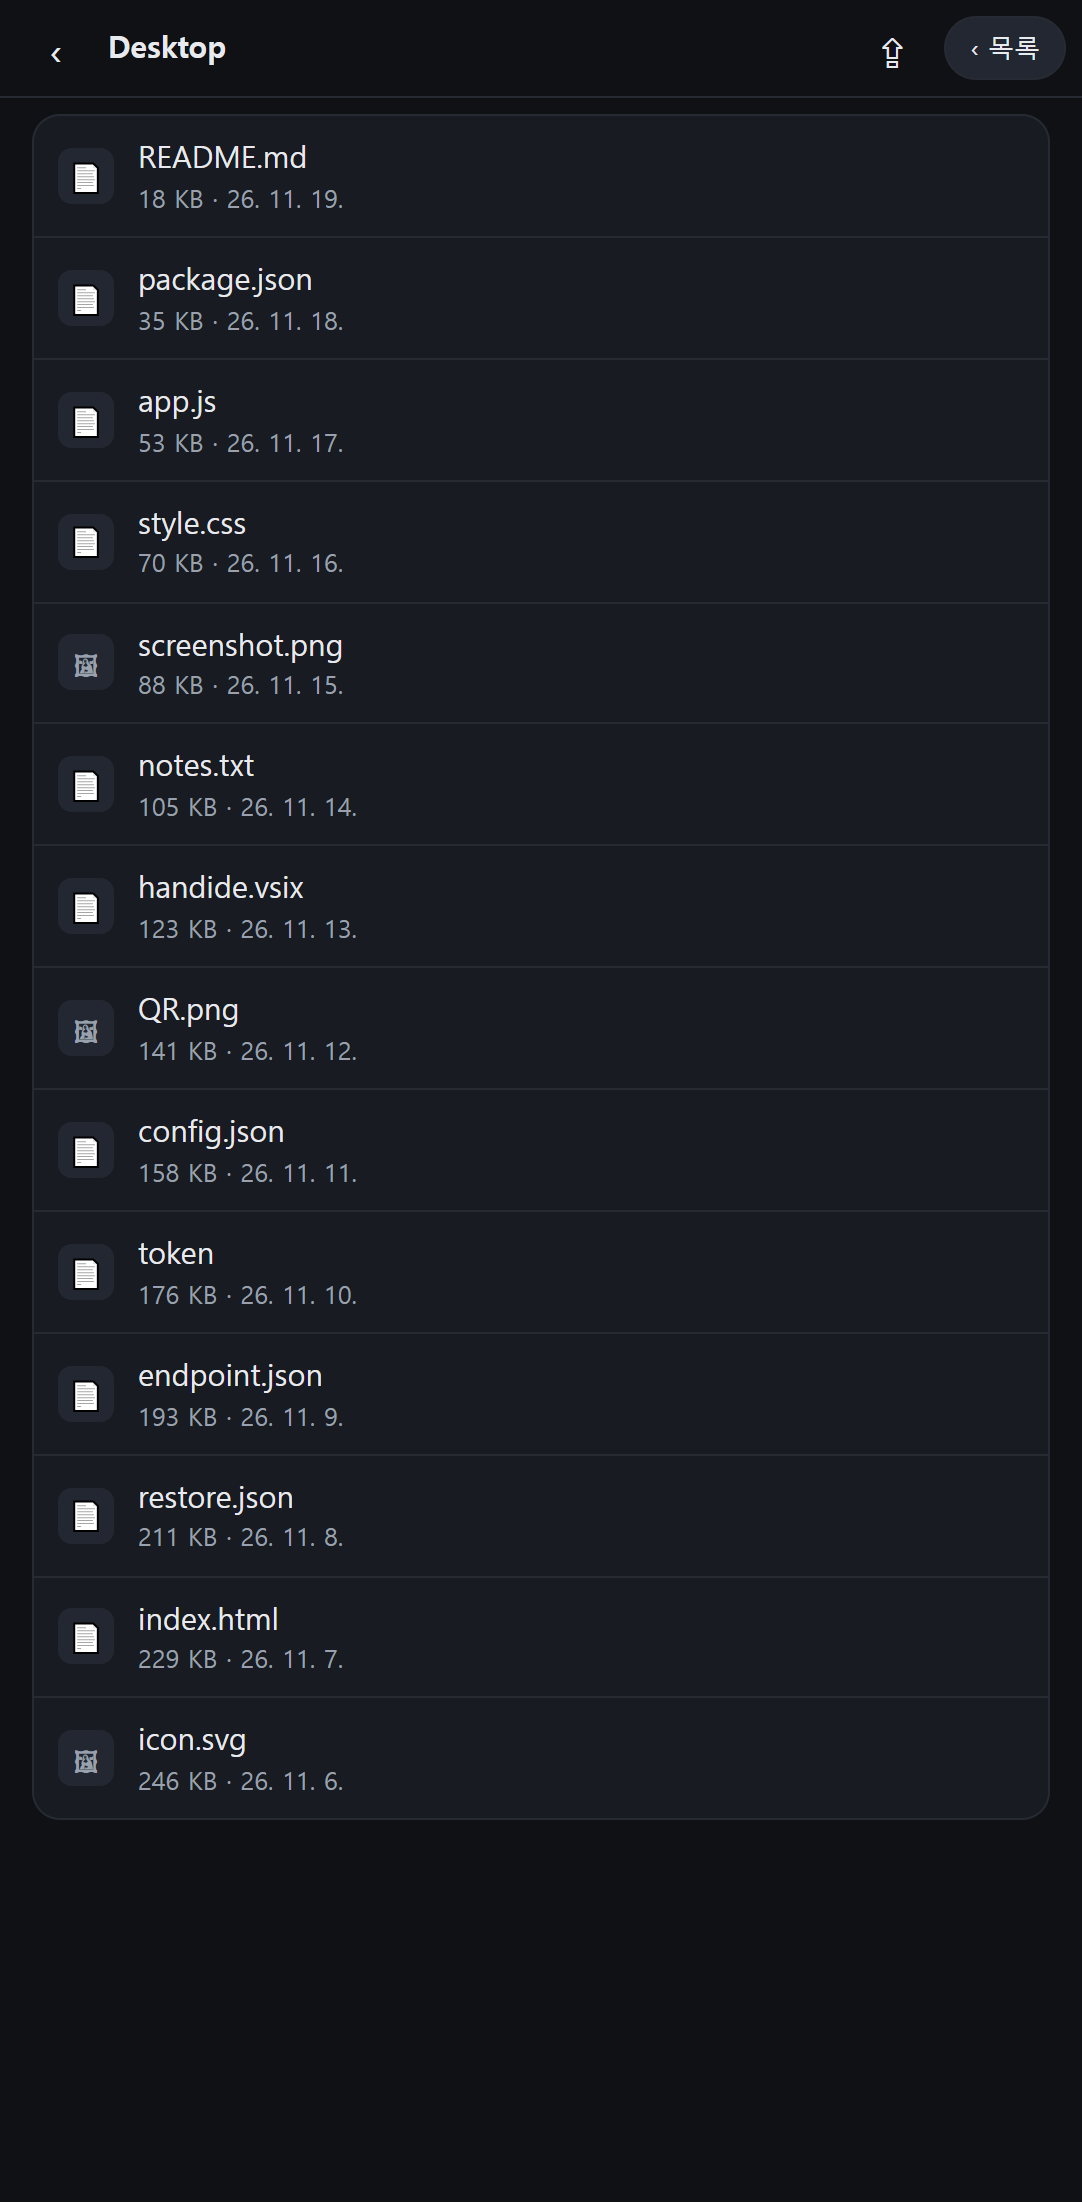 ‹ Desktop ‹ 목록
README.md
18 KB · 26. 11. 19.
package.json
35 KB · 26. 11. 18.
app.js
53 KB · 26. 11. 17.
style.css
70 KB · 26. 11. 16.
screenshot.png
88 KB · 26. 11. 15.
notes.txt
105 KB · 26. 11. 14.
handide.vsix
123 KB · 26. 11. 13.
QR.png
141 KB · 26. 11. 12.
config.json
158 KB · 26. 11. 11.
token
176 KB · 26. 11. 10.
endpoint.json
193 KB · 26. 11. 9.
restore.json
211 KB · 26. 11. 8.
index.html
229 KB · 26. 11. 7.
icon.svg
246 KB · 26. 11. 6.